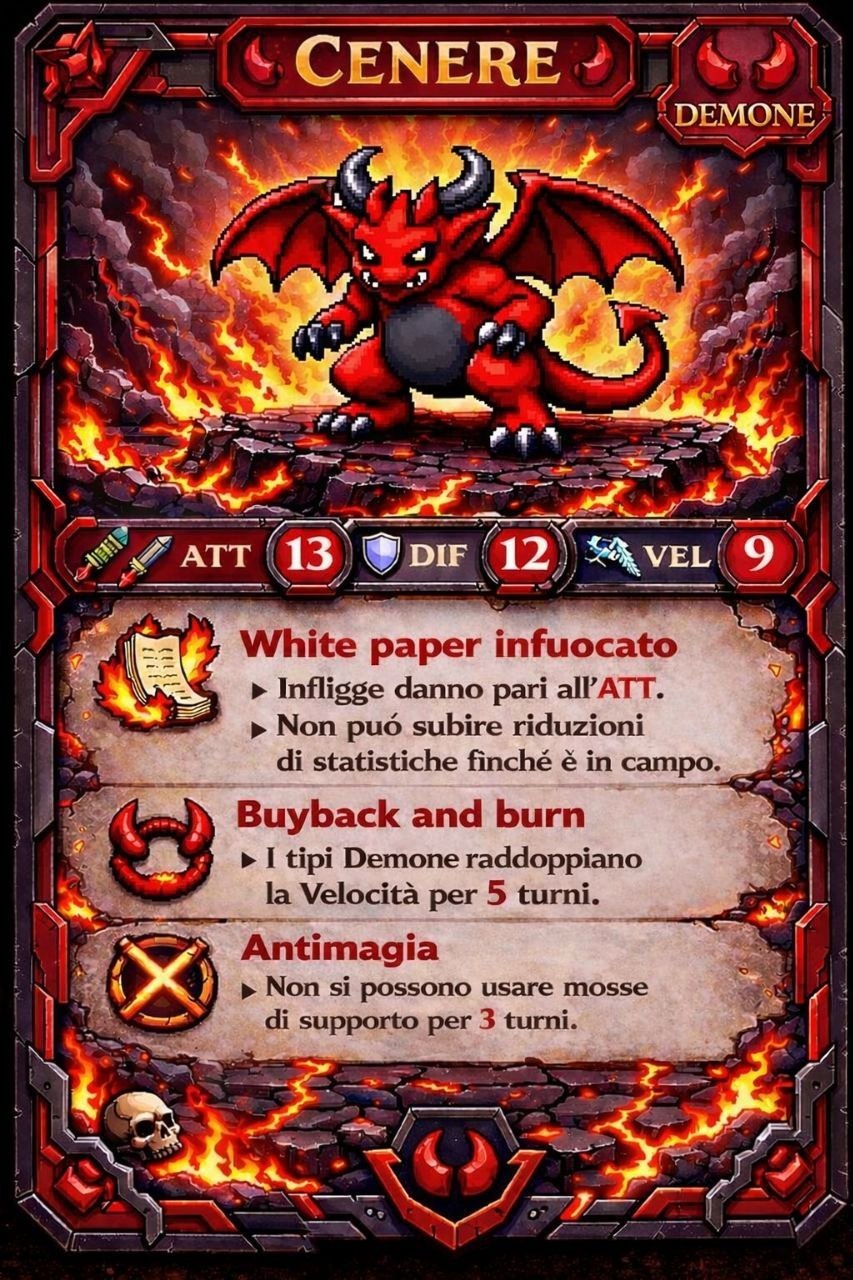 CENERE
DEMONE
ATT 13 DIF 12 VEL 9
White paper infuocato
▸ Infligge danno pari all'ATT.
▸ Non puó subire riduzioni
di statistiche finché è in campo.
Buyback and burn
▸ I tipi Demone raddoppiano
la Velocità per 5 turni.
Antimagia
▸ Non si possono usare mosse
di supporto per 3 turni.